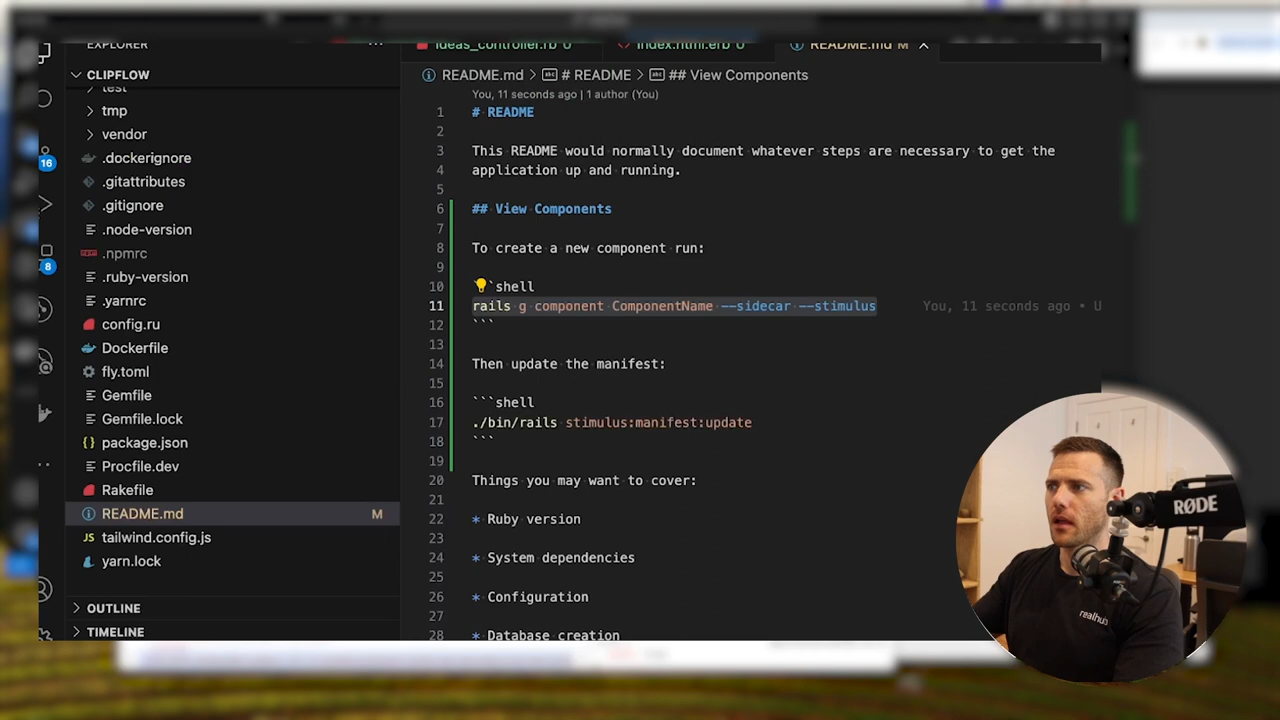 EXPLORER
ideas_controller.rb U
index.html.erb U
README.md M
CLIPFLOW
README.md > # README > ## View Components
You, 11 seconds ago | 1 author (You)
test
tmp
vendor
.dockerignore
.gitattributes
.gitignore
.node-version
.npmrc
.ruby-version
.yarnrc
config.ru
Dockerfile
fly.toml
Gemfile
Gemfile.lock
package.json
Procfile.dev
Rakefile
README.md M
tailwind.config.js
yarn.lock
OUTLINE
TIMELINE
16
8
1 # README
2
3 This README would normally document whatever steps are necessary to get the
4 application up and running.
5
6 ## View Components
7
8 To create a new component run:
9
10 ``shell
11 rails g component ComponentName --sidecar --stimulus You, 11 seconds ago • U
12 ```
13
14 Then update the manifest:
15
16 ```shell
17 ./bin/rails stimulus:manifest:update
18 ```
19
20 Things you may want to cover:
21
22 * Ruby version
23
24 * System dependencies
25
26 * Configuration
27
28 * Database creation
RØDE
realhub